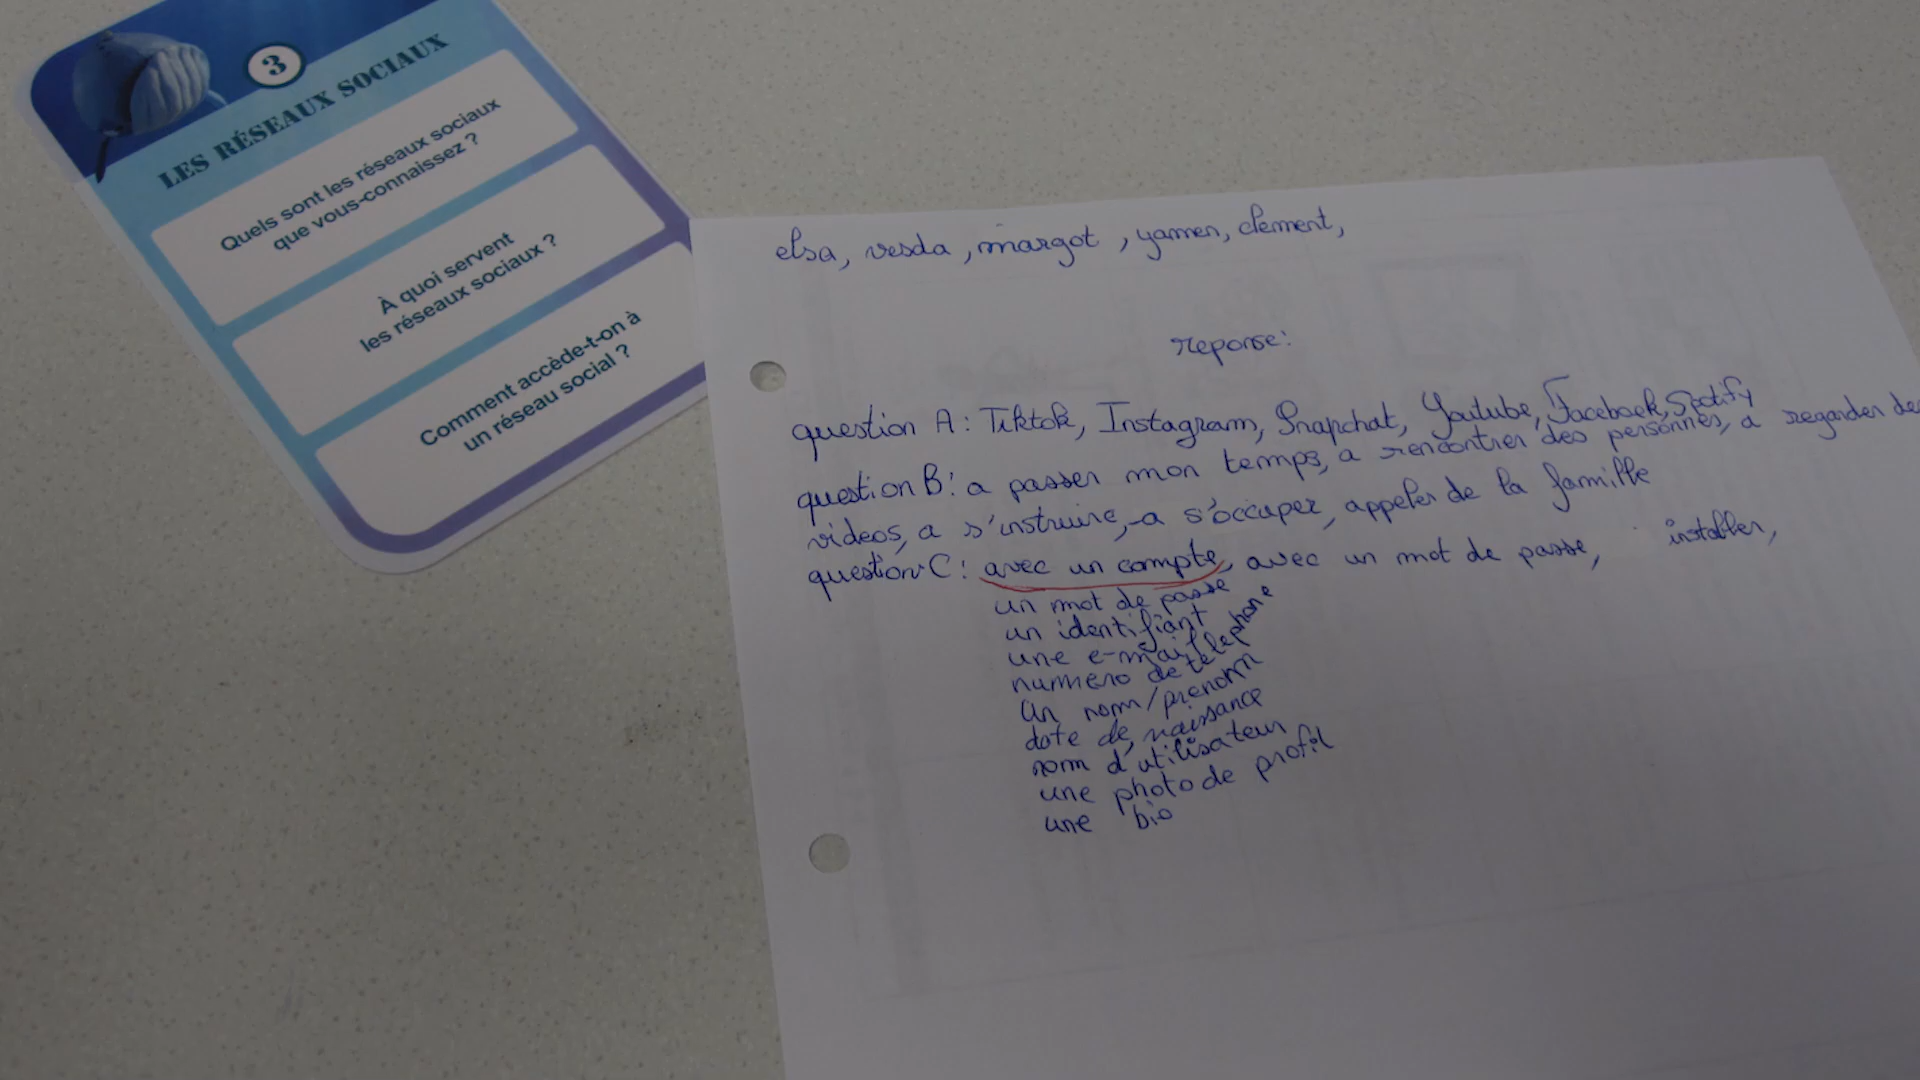 3
LES RÉSEAUX SOCIAUX
Quels sont les réseaux sociaux
que vous-connaissez ?
À quoi servent
les réseaux sociaux ?
Comment accède-t-on à
un réseau social ?
elsa, vesda, margot, yamen, clement,
reponse:
question A: Tiktok, Instagram, Snapchat, Youtube, Facebook, Spotify
question B: a passer mon temps, a rencontrer des personnes, a regarder des
videos, a s'instruire, a s'occuper, appeler de la famille
question C: avec un compte, avec un mot de passe, installer,
un mot de passe
un identifiant
une e-mail
numero de telephone
un nom/prenom
date de naissance
nom d'utilisateur
une photo de profil
une bio